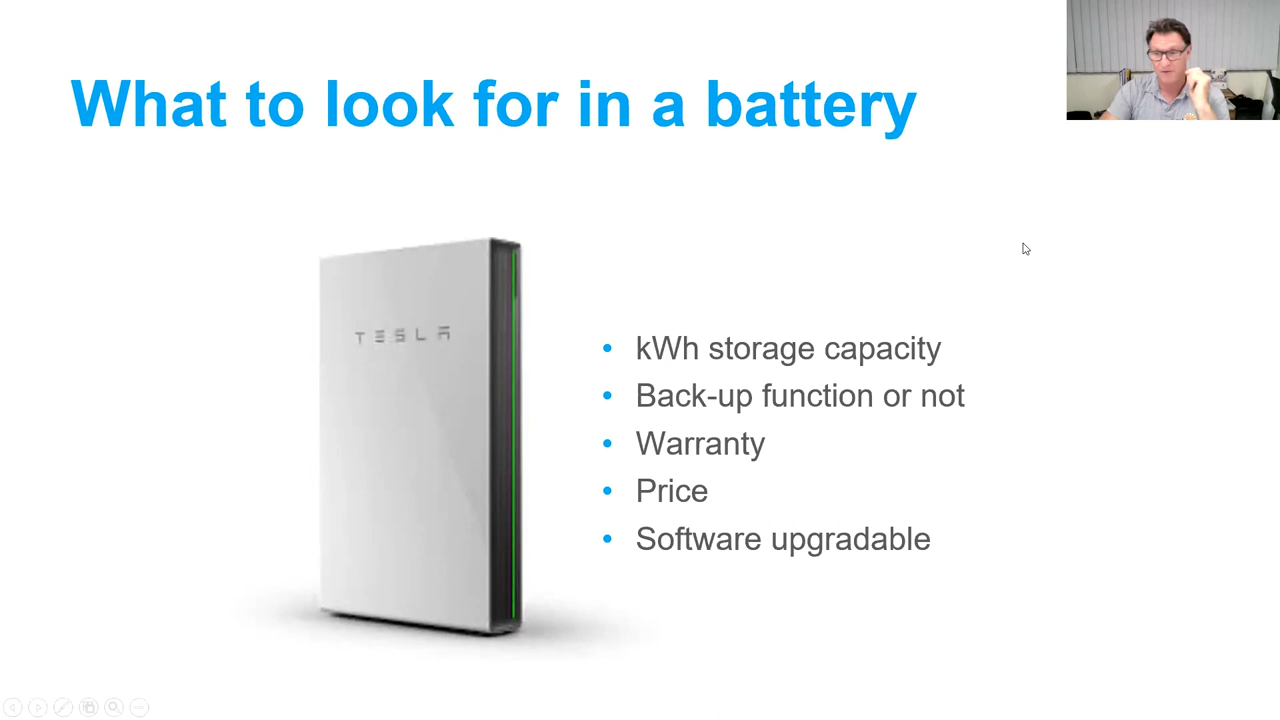 What to look for in a battery
TESLA
kWh storage capacity
Back-up function or not
Warranty
Price
Software upgradable